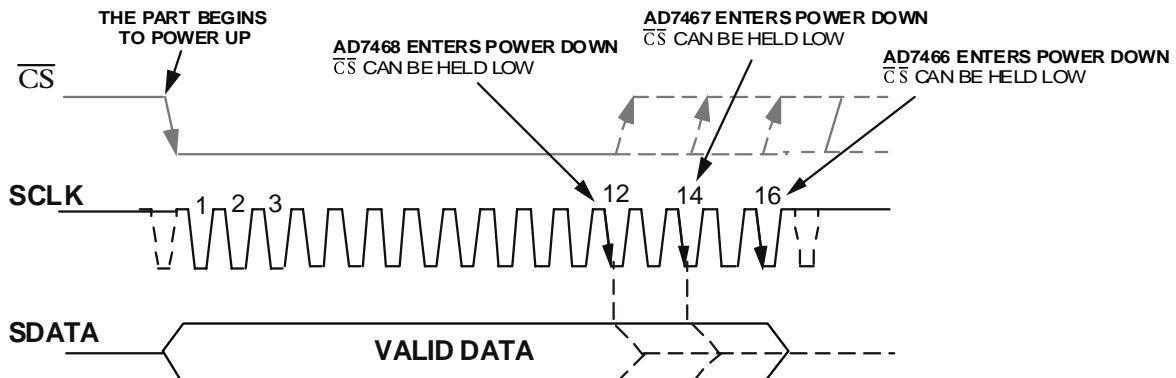 THE PART BEGINS
TO POWER UP
AD7468 ENTERS POWER DOWN
CS CAN BE HELD LOW
AD7467 ENTERS POWER DOWN
CS CAN BE HELD LOW
AD7466 ENTERS POWER DOWN
CS CAN BE HELD LOW
CS
SCLK
1 2 3 12 14 16
SDATA
VALID DATA